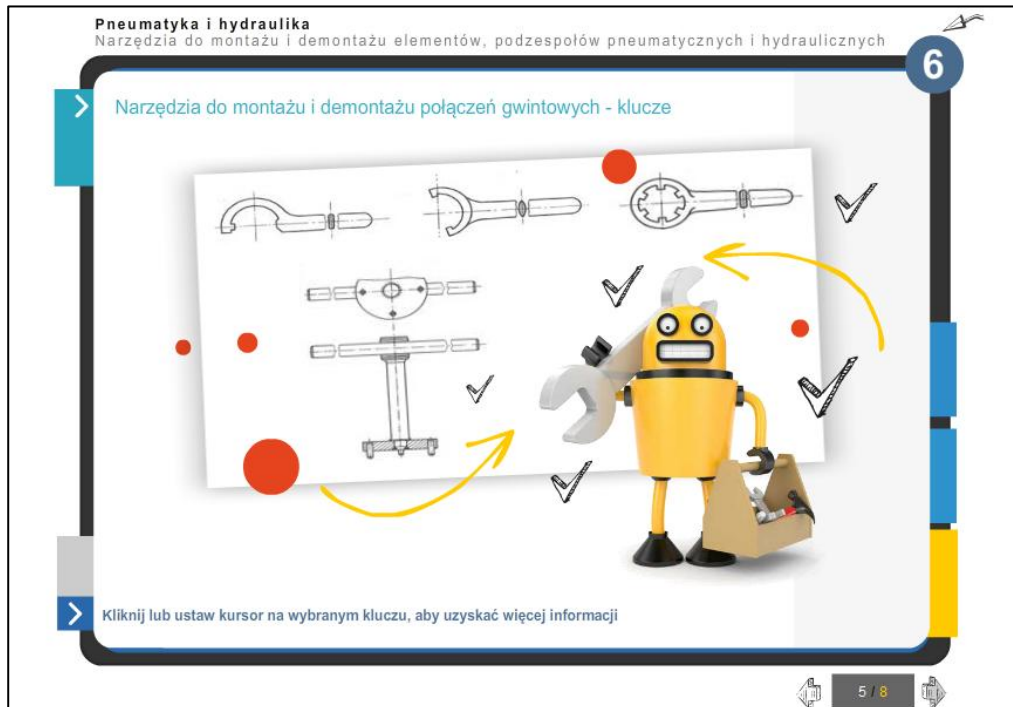 Pneumatyka i hydraulika
Narzędzia do montażu i demontażu elementów, podzespołów pneumatycznych i hydraulicznych
6
Narzędzia do montażu i demontażu połączeń gwintowych - klucze
Kliknij lub ustaw kursor na wybranym kluczu, aby uzyskać więcej informacji
5 / 8